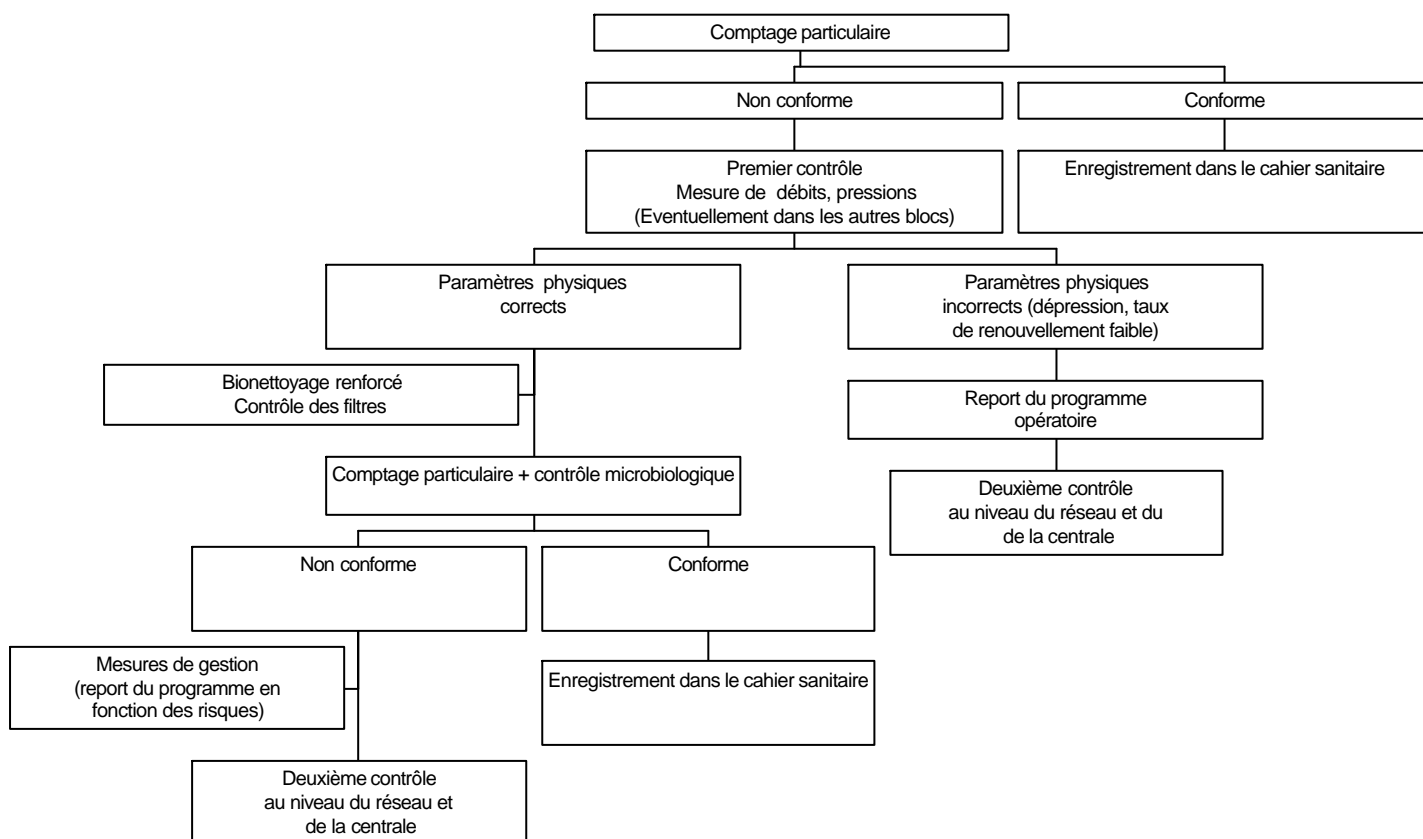 Comptage particulaire
Non conforme
Conforme
Premier contrôle
Mesure de débits, pressions
(Eventuellement dans les autres blocs)
Enregistrement dans le cahier sanitaire
Paramètres physiques
corrects
Paramètres physiques
incorrects (dépression, taux
de renouvellement faible)
Bionettoyage renforcé
Contrôle des filtres
Report du programme
opératoire
Comptage particulaire + contrôle microbiologique
Deuxième contrôle
au niveau du réseau et du
de la centrale
Non conforme
Conforme
Mesures de gestion
(report du programme en
fonction des risques)
Enregistrement dans le cahier sanitaire
Deuxième contrôle
au niveau du réseau et
de la centrale